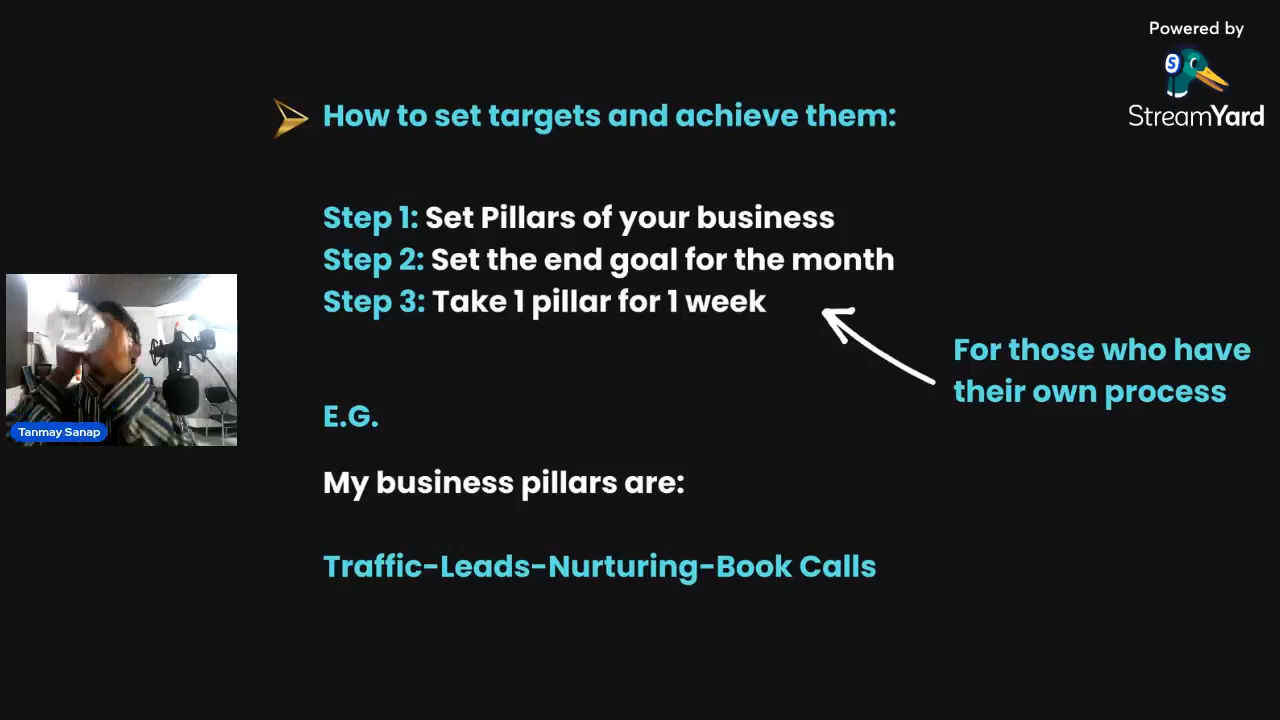 Powered by
StreamYard
How to set targets and achieve them:
Step 1: Set Pillars of your business
Step 2: Set the end goal for the month
Step 3: Take 1 pillar for 1 week
For those who have
their own process
Tanmay Sanap
E.G.
My business pillars are:
Traffic-Leads-Nurturing-Book Calls